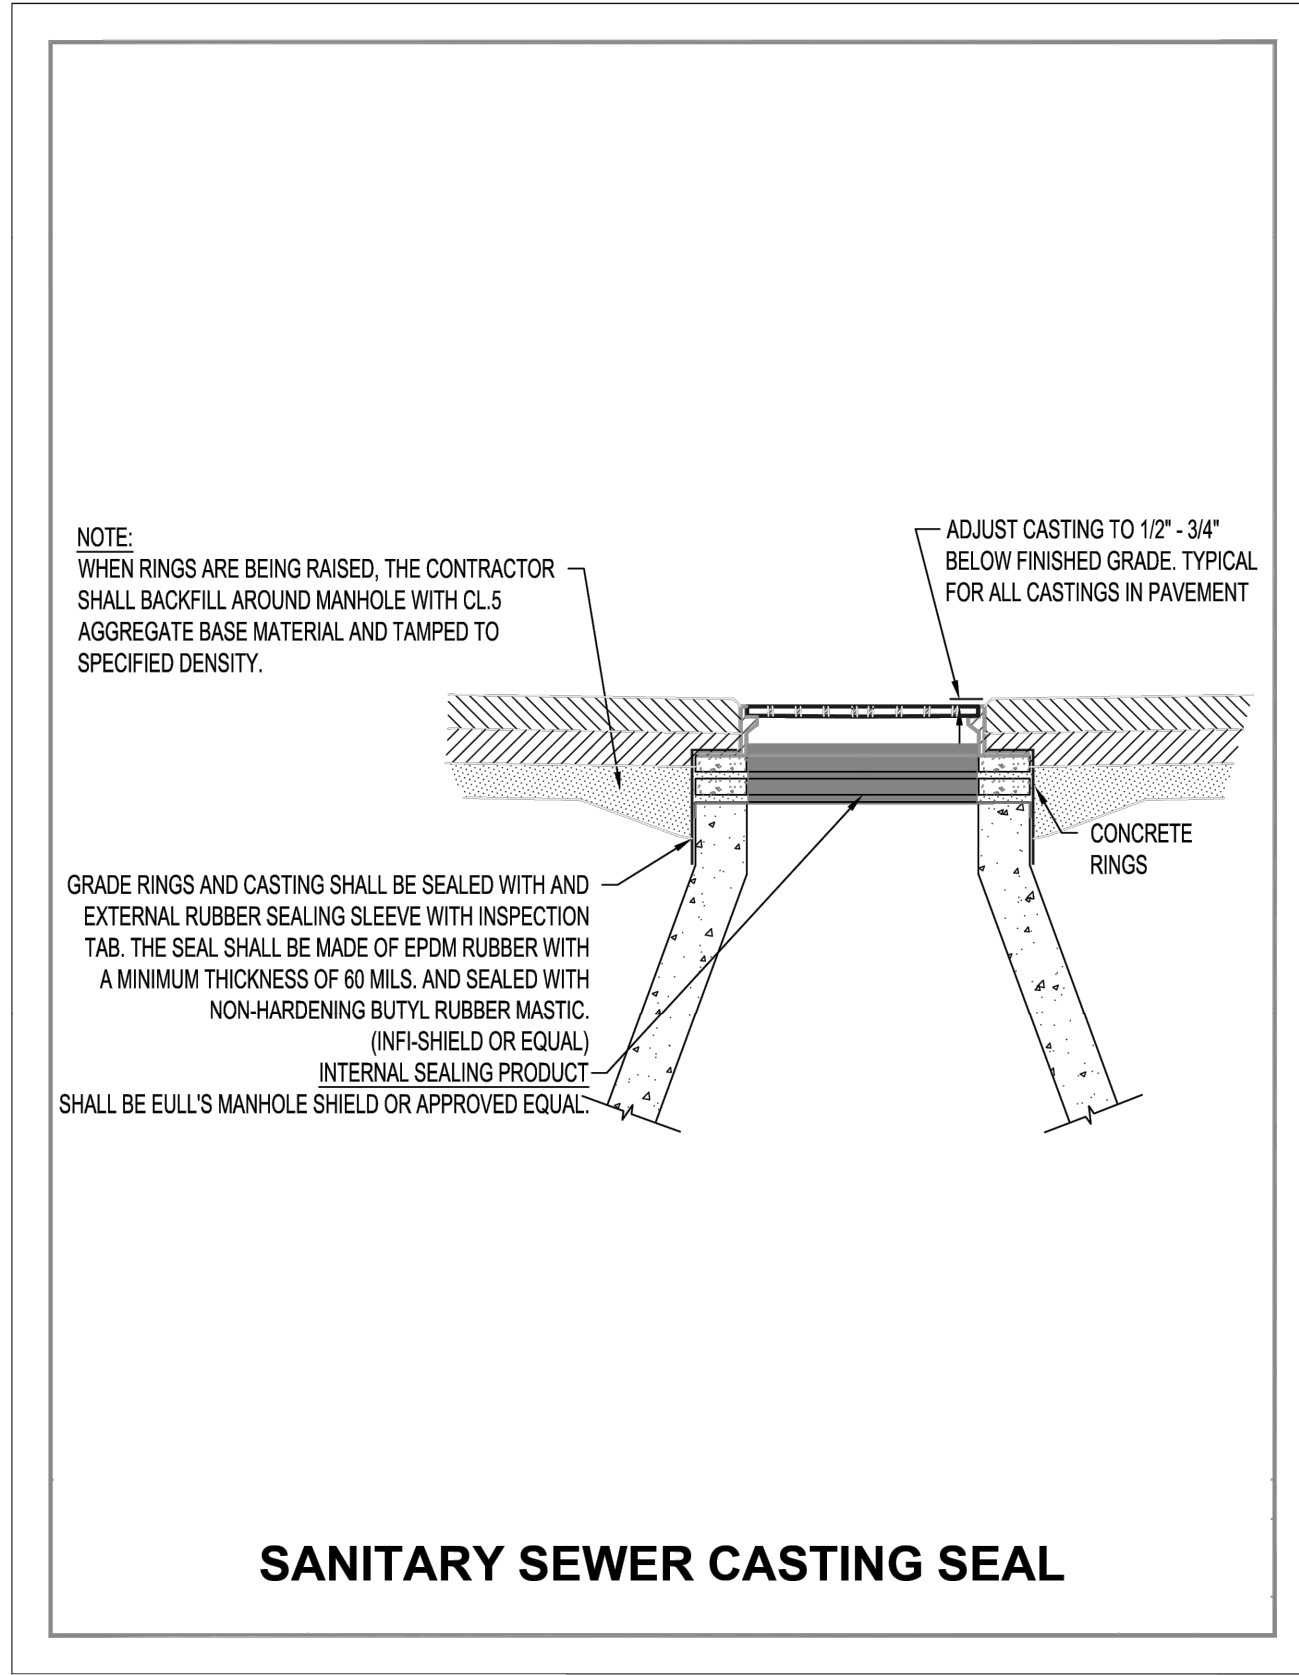 NOTE:
WHEN RINGS ARE BEING RAISED, THE CONTRACTOR
SHALL BACKFILL AROUND MANHOLE WITH CL.5
AGGREGATE BASE MATERIAL AND TAMPED TO
SPECIFIED DENSITY.
ADJUST CASTING TO 1/2" - 3/4"
BELOW FINISHED GRADE. TYPICAL
FOR ALL CASTINGS IN PAVEMENT
CONCRETE
RINGS
GRADE RINGS AND CASTING SHALL BE SEALED WITH AND
EXTERNAL RUBBER SEALING SLEEVE WITH INSPECTION
TAB. THE SEAL SHALL BE MADE OF EPDM RUBBER WITH
A MINIMUM THICKNESS OF 60 MILS. AND SEALED WITH
NON-HARDENING BUTYL RUBBER MASTIC.
(INFI-SHIELD OR EQUAL)
INTERNAL SEALING PRODUCT
SHALL BE EULL'S MANHOLE SHIELD OR APPROVED EQUAL.
SANITARY SEWER CASTING SEAL